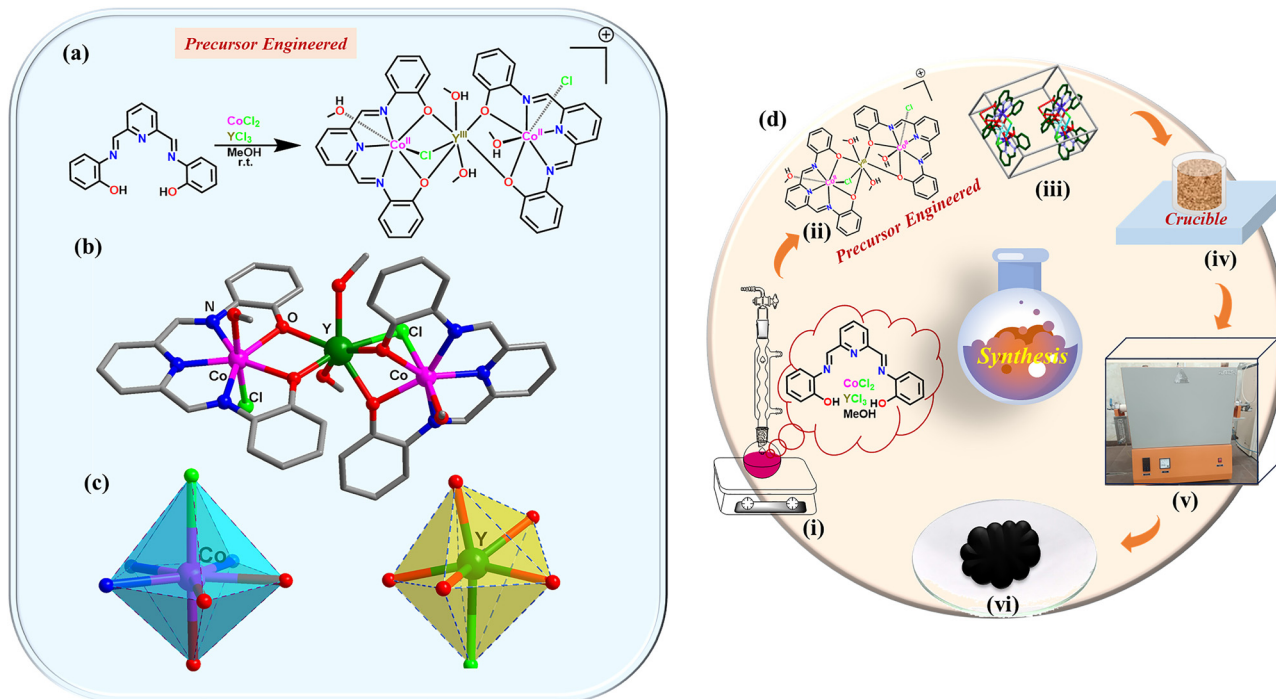 (a)
Precursor Engineered
⊕
N
N
N
OH
HO
CoCl2
YCl3
MeOH
r.t.
H
O
N
O
OH
O
N
Cl
N
Co^II
Cl
Y^III
Co^II
N
O
H
N
O
OH
O
N
(b)
N
O
Y
Cl
Co
Co
Cl
(c)
Co
Y
(d)
⊕
(ii)
Precursor Engineered
(iii)
Crucible
(iv)
Synthesis
N
N
N
CoCl2
YCl3
MeOH
OH
HO
(i)
(v)
(vi)